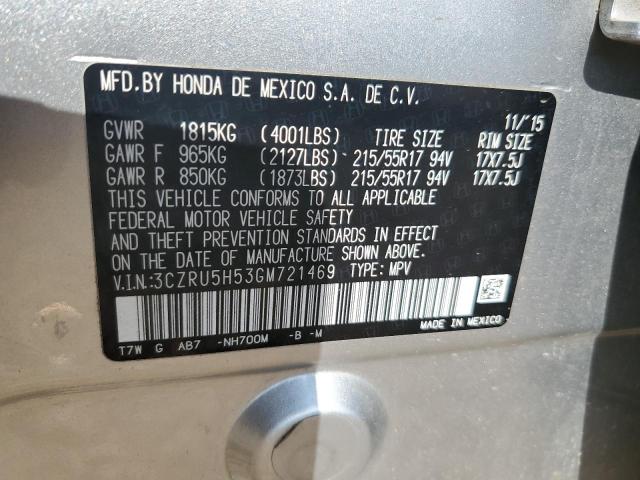 MFD.BY HONDA DE MEXICO S.A. DE C.V.
11/'15
GVWR 1815KG (4001LBS) TIRE SIZE RIM SIZE
GAWR F 965KG (2127LBS) 215/55R17 94V 17X7.5J
GAWR R 850KG (1873LBS) 215/55R17 94V 17X7.5J
THIS VEHICLE CONFORMS TO ALL APPLICABLE
FEDERAL MOTOR VEHICLE SAFETY
AND THEFT PREVENTION STANDARDS IN EFFECT
ON THE DATE OF MANUFACTURE SHOWN ABOVE.
V.I.N:3CZRU5H53GM721469 TYPE: MPV
T7W G AB7 -NH700M -B -M
MADE IN MEXICO